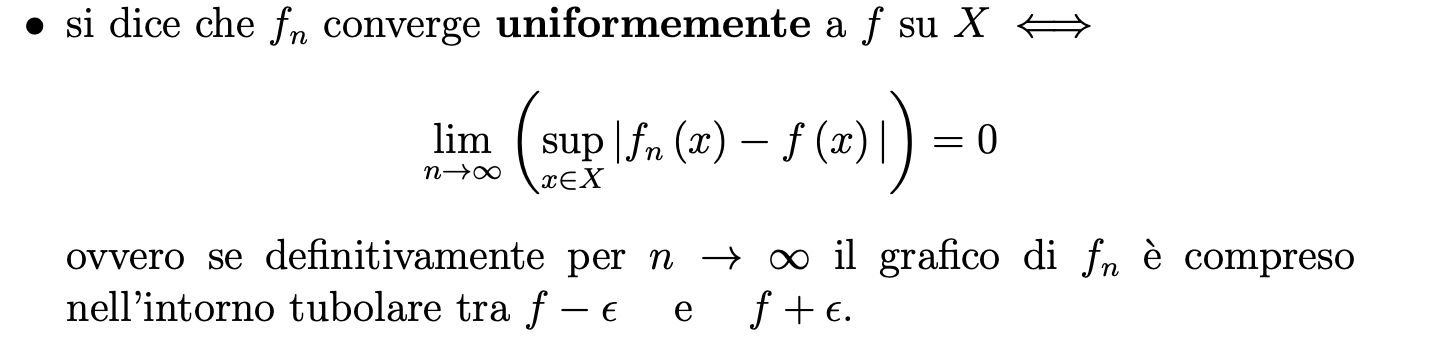 • si dice che fₙ converge uniformemente a f su X ⟺
lim n→∞ ( sup x∈X |fₙ (x) − f (x) | ) = 0
ovvero se definitivamente per n → ∞ il grafico di fₙ è compreso
nell'intorno tubolare tra f − ϵ e f + ϵ.